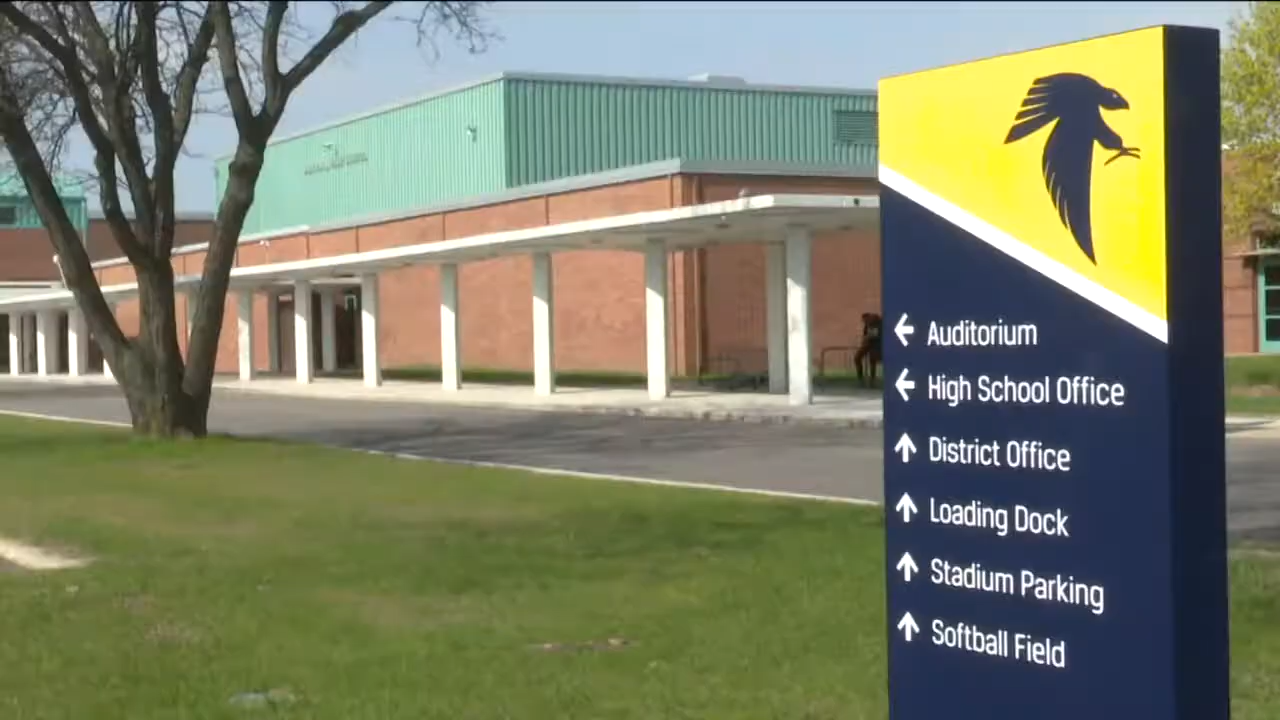 Auditorium
High School Office
District Office
Loading Dock
Stadium Parking
Softball Field